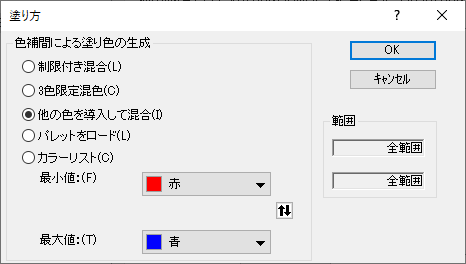 塗り方
? ×
色補間による塗り色の生成
制限付き混合(L)
3色限定混色(C)
他の色を導入して混合(I)
パレットをロード(L)
カラーリスト(C)
最小値:(F)
赤
最大値:(T)
青
OK
キャンセル
範囲
全範囲
全範囲